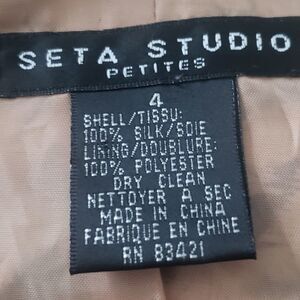 SETA STUDIO
PETITES
4
SHELL/TISSU:
100% SILK/SOIE
LINING/DOUBLURE:
100% POLYESTER
DRY CLEAN
NETTOYER A SEC
MADE IN CHINA
FABRIQUE EN CHINE
RN 83421